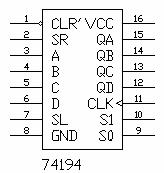 1 CLR' VCC 16
2 SR QA 15
3 A QB 14
4 B QC 13
5 C QD 12
6 D CLK 11
7 SL S1 10
8 GND S0 9
74194